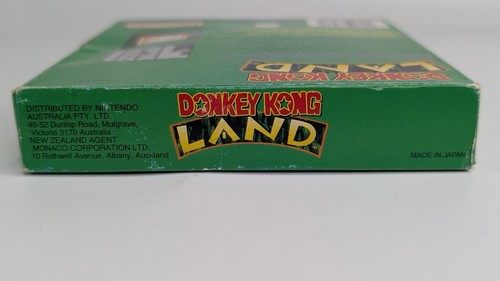 DONKEY KONG
LAND
DISTRIBUTED BY NINTENDO
AUSTRALIA PTY. LTD.
48-52 Dunlop Road, Mulgrave,
Victoria 3170 Australia
NEW ZEALAND AGENT
MONACO CORPORATION LTD.
10 Rothwell Avenue, Albany, Auckland
DONKEY KONG
LAND
MADE IN JAPAN